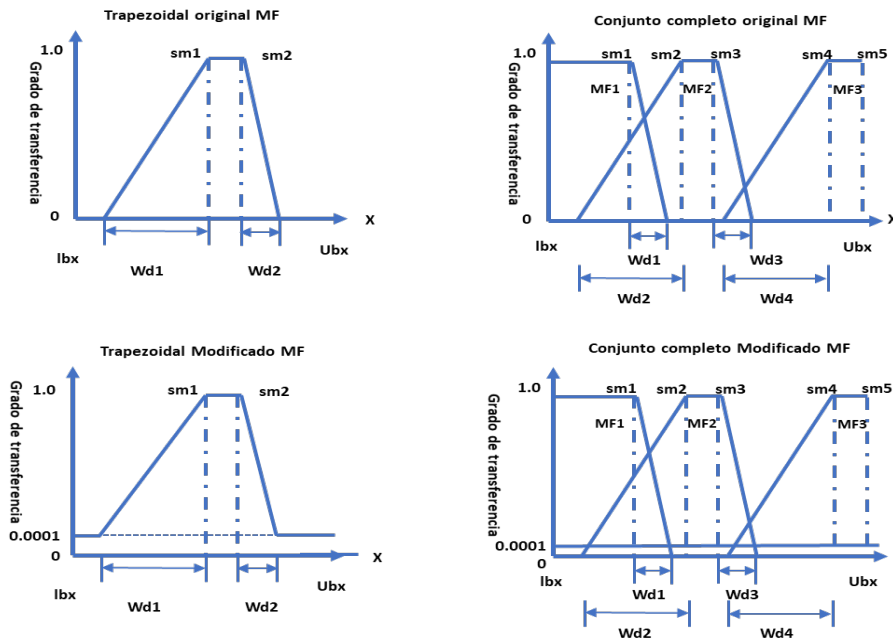 Trapezoidal original MF
Grado de transferencia
1.0
sm1
sm2
0
X
lbx
Ubx
Wd1
Wd2
Conjunto completo original MF
Grado de transferencia
1.0
sm1
sm2
sm3
sm4
sm5
MF1
MF2
MF3
0
X
lbx
Ubx
Wd1
Wd3
Wd2
Wd4
Trapezoidal Modificado MF
Grado de transferencia
1.0
sm1
sm2
0.0001
0
X
lbx
Ubx
Wd1
Wd2
Conjunto completo Modificado MF
Grado de transferencia
1.0
sm1
sm2
sm3
sm4
sm5
MF1
MF2
MF3
0.0001
0
lbx
Ubx
Wd1
Wd3
Wd2
Wd4